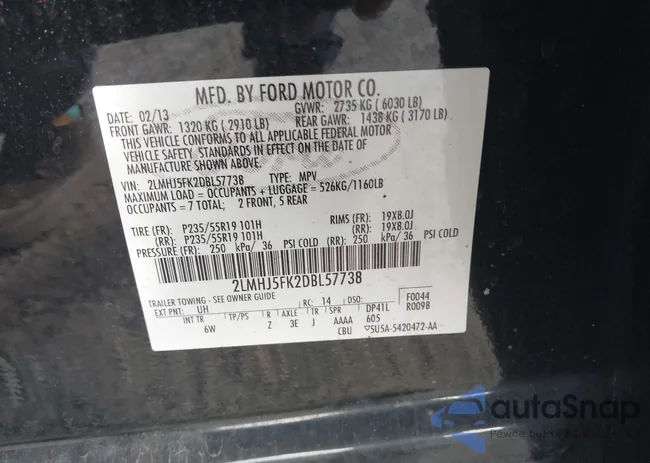 MFD. BY FORD MOTOR CO.
DATE: 02/13 GVWR: 2735 KG ( 6030 LB)
FRONT GAWR: 1320 KG ( 2910 LB) REAR GAWR: 1438 KG ( 3170 LB)
THIS VEHICLE CONFORMS TO ALL APPLICABLE FEDERAL MOTOR
VEHICLE SAFETY STANDARDS IN EFFECT ON THE DATE OF
MANUFACTURE SHOWN ABOVE.
VIN: 2LMHJ5FK2DBL57738 TYPE: MPV
MAXIMUM LOAD = OCCUPANTS + LUGGAGE = 526KG/1160LB
OCCUPANTS = 7 TOTAL; 2 FRONT, 5 REAR
TIRE (FR): P235/55R19 101H RIMS (FR): 19X8.0J
(RR): P235/55R19 101H (RR): 19X8.0J
PRESSURE (FR): 250 kPa/ 36 PSI COLD (RR): 250 kPa/ 36 PSI COLD
2LMHJ5FK2DBL57738
TRAILER TOWING - SEE OWNER GUIDE
EXT PNT: UH RC: 14 DSO: F0044
INT TR TP/PS R AXLE TR SPR DP41L R0098
6W Z 3E J AAAA 605
CBU 5U5A-5420472-AA
autoSnap